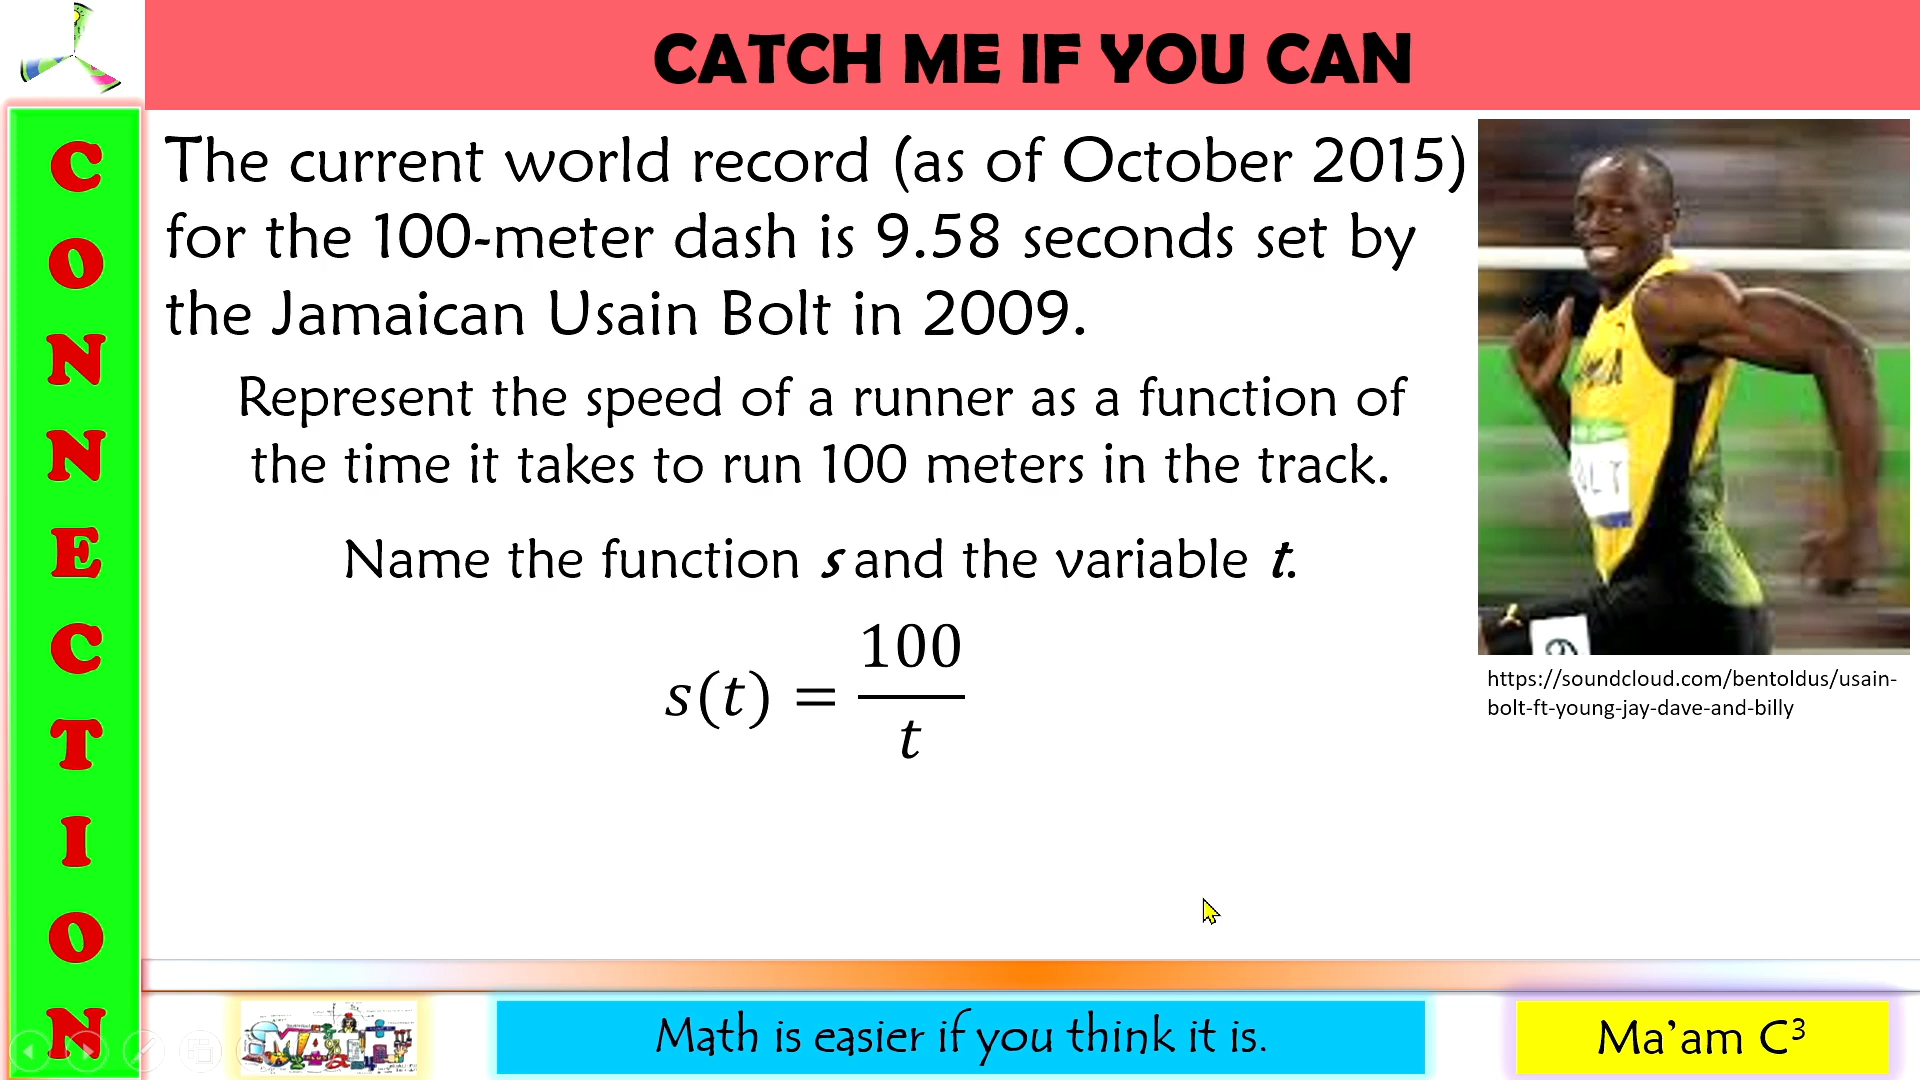 CATCH ME IF YOU CAN
C
O
N
N
E
C
T
I
O
N
The current world record (as of October 2015)
for the 100-meter dash is 9.58 seconds set by
the Jamaican Usain Bolt in 2009.
Represent the speed of a runner as a function of
the time it takes to run 100 meters in the track.
Name the function s and the variable t.
s(t) = 100/t
https://soundcloud.com/bentoldus/usain-
bolt-ft-young-jay-dave-and-billy
MATH
Math is easier if you think it is.
Ma’am C³